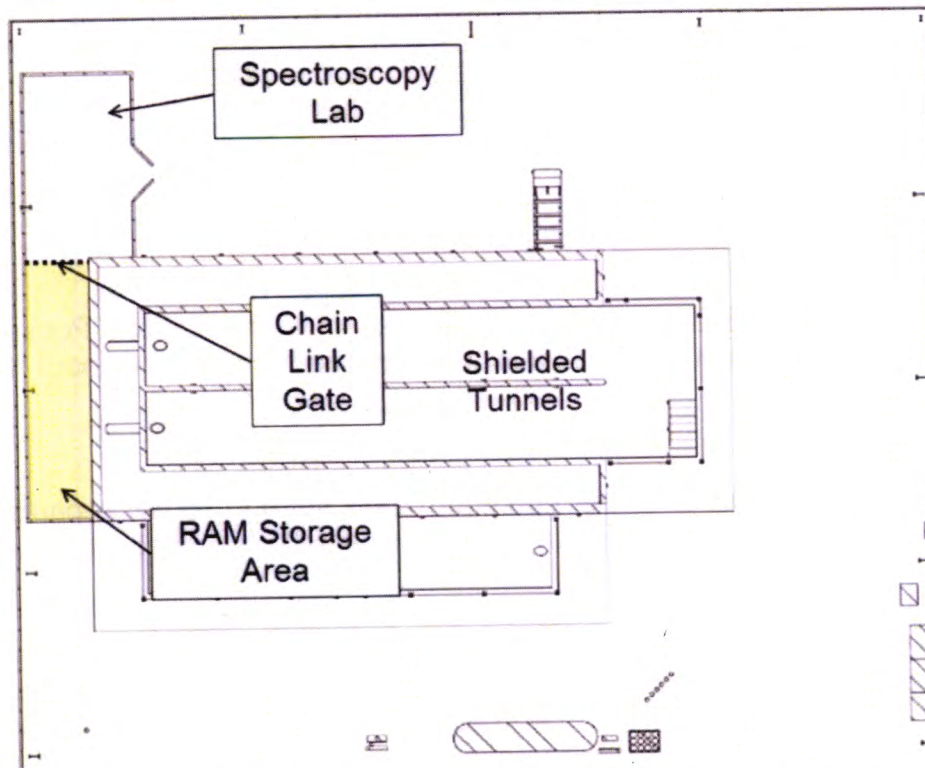 Spectroscopy
Lab
Chain
Link
Gate
Shielded
Tunnels
RAM Storage
Area